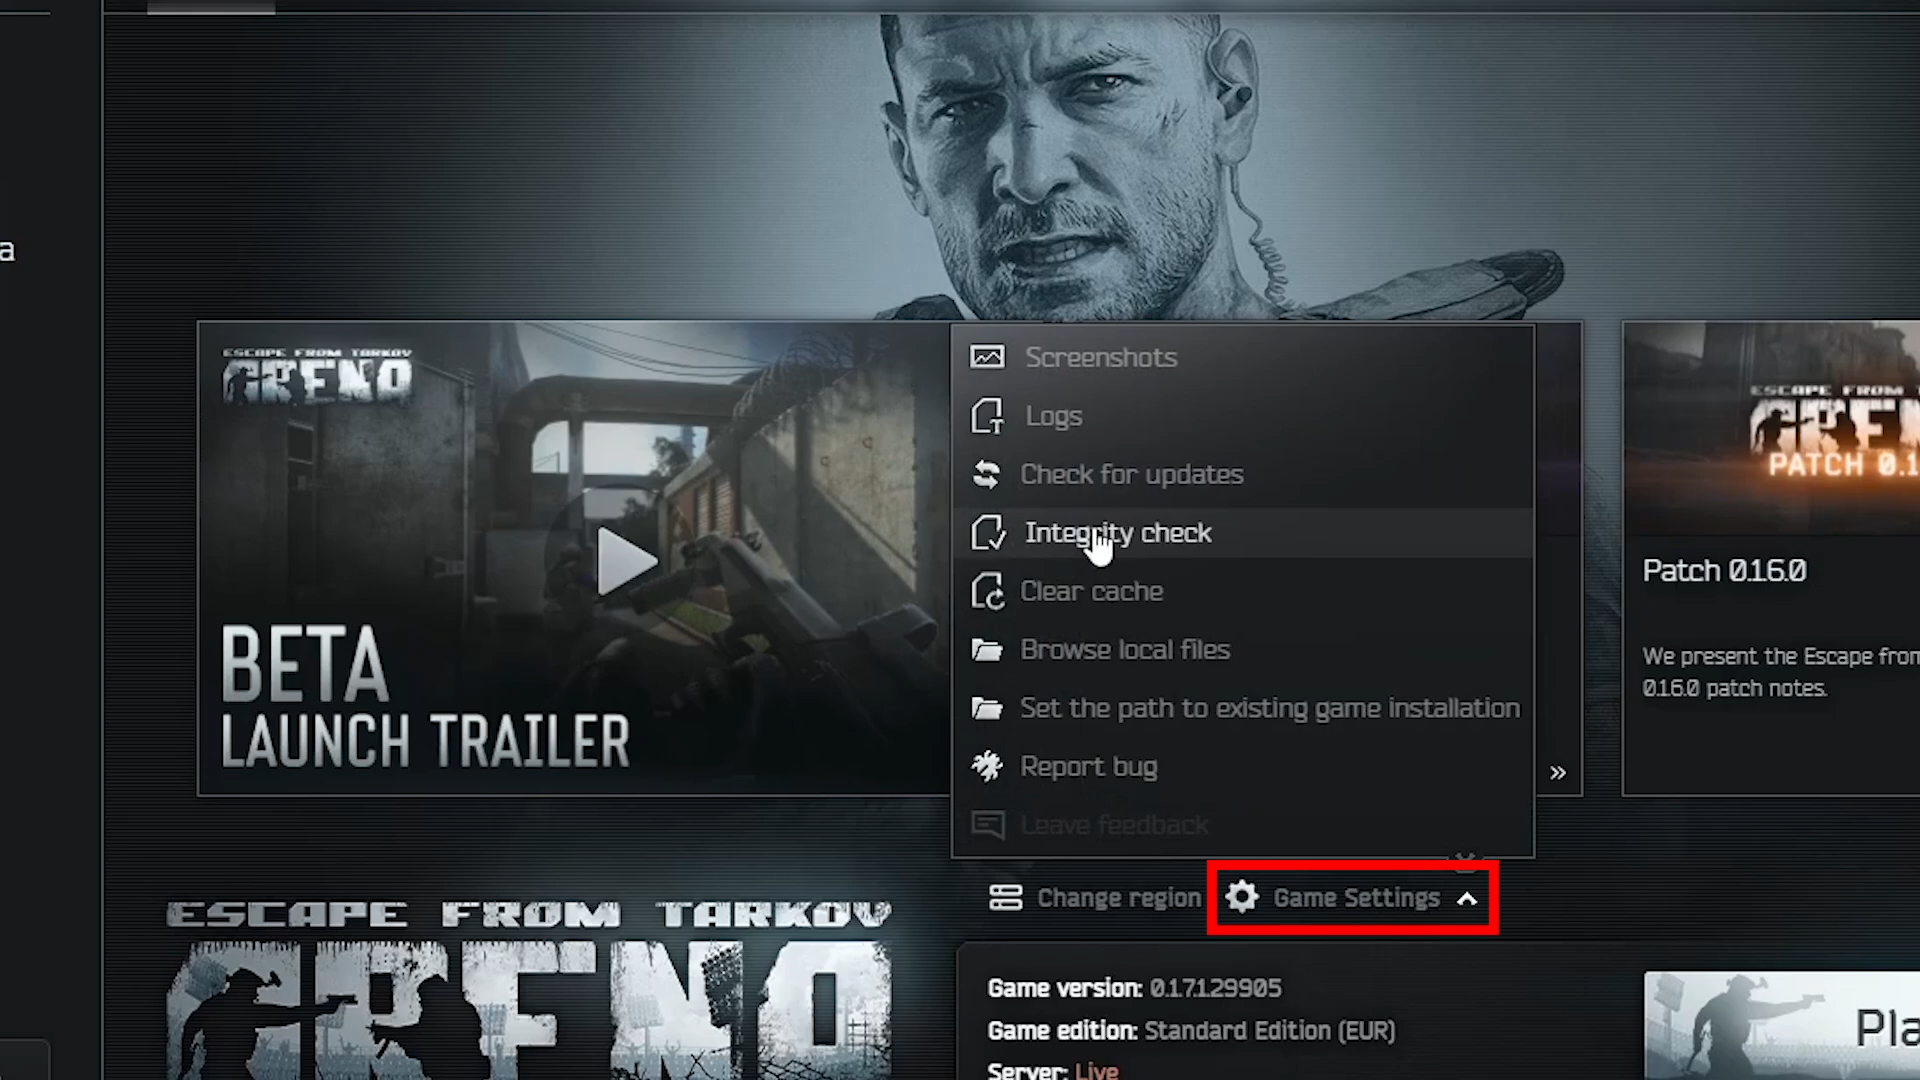 a
ESCAPE FROM TARKOV
ARENA
BETA
LAUNCH TRAILER
Screenshots
Logs
Check for updates
Integrity check
Clear cache
Browse local files
Set the path to existing game installation
Report bug
Leave feedback
»
ESCAPE FROM T
AREN
PATCH 0.1
Patch 0.16.0
We present the Escape from
0.16.0 patch notes.
Change region
Game Settings
ESCAPE FROM TARKOV
ARENA
Game version: 0.1.7.1.29905
Game edition: Standard Edition (EUR)
Server: Live
Pla